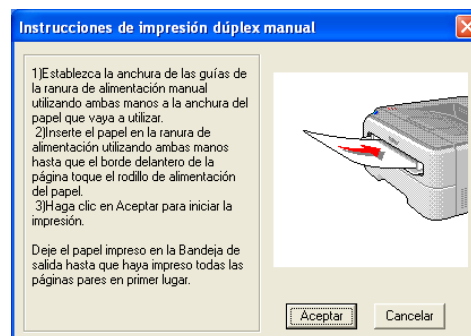 Instrucciones de impresión dúplex manual
1)Establezca la anchura de las guías de
la ranura de alimentación manual
utilizando ambas manos a la anchura del
papel que vaya a utilizar.
2)Inserte el papel en la ranura de
alimentación utilizando ambas manos
hasta que el borde delantero de la
página toque el rodillo de alimentación
del papel.
3)Haga clic en Aceptar para iniciar la
impresión.
Deje el papel impreso en la Bandeja de
salida hasta que haya impreso todas las
páginas pares en primer lugar.
Aceptar
Cancelar